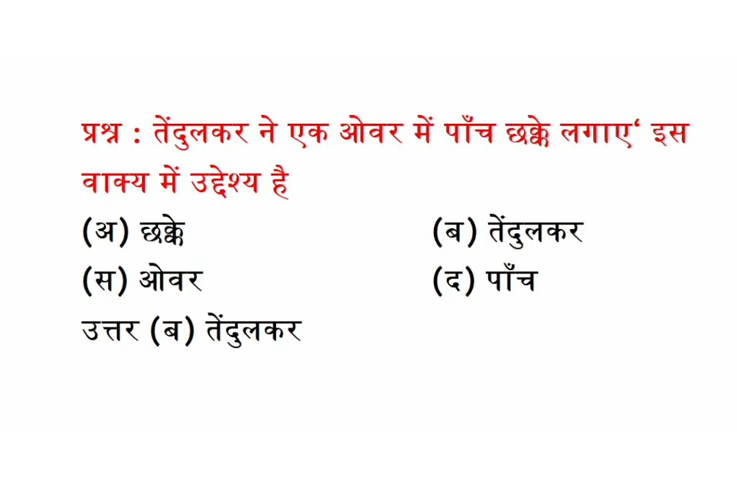 प्रश्न : तेंदुलकर ने एक ओवर में पाँच छक्के लगाए‘ इस
वाक्य में उद्देश्य है
(अ) छक्के (ब) तेंदुलकर
(स) ओवर (द) पाँच
उत्तर (ब) तेंदुलकर